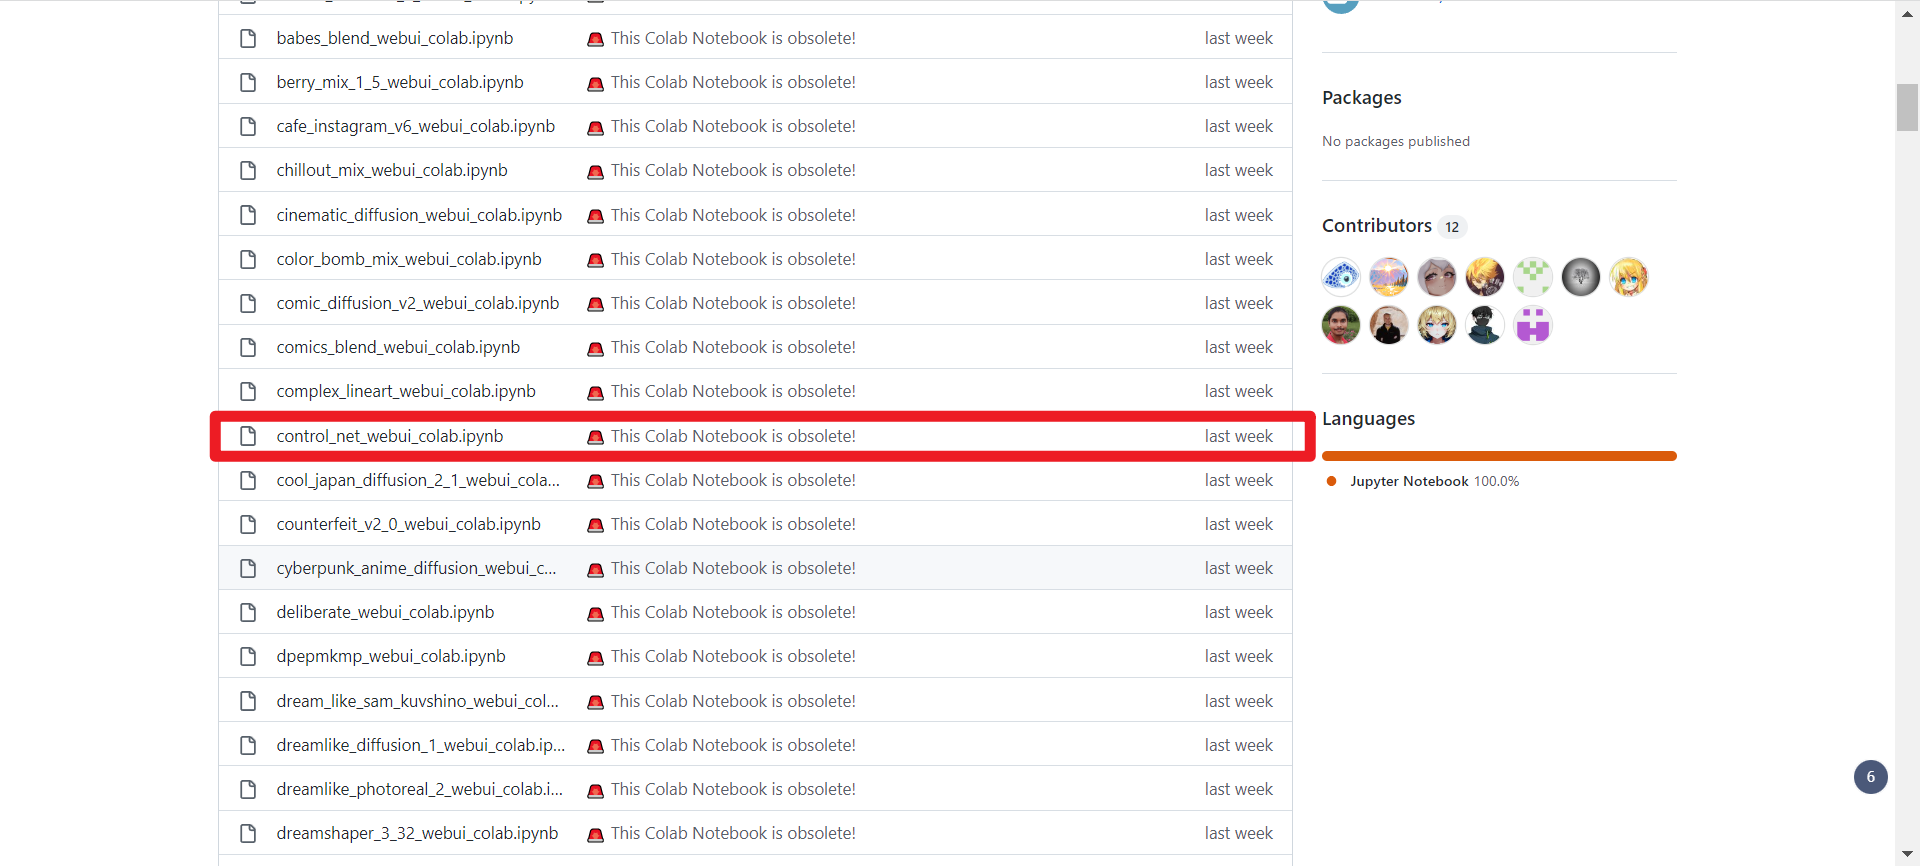 babes_blend_webui_colab.ipynb 🚨 This Colab Notebook is obsolete! last week
berry_mix_1_5_webui_colab.ipynb 🚨 This Colab Notebook is obsolete! last week
cafe_instagram_v6_webui_colab.ipynb 🚨 This Colab Notebook is obsolete! last week
chillout_mix_webui_colab.ipynb 🚨 This Colab Notebook is obsolete! last week
cinematic_diffusion_webui_colab.ipynb 🚨 This Colab Notebook is obsolete! last week
color_bomb_mix_webui_colab.ipynb 🚨 This Colab Notebook is obsolete! last week
comic_diffusion_v2_webui_colab.ipynb 🚨 This Colab Notebook is obsolete! last week
comics_blend_webui_colab.ipynb 🚨 This Colab Notebook is obsolete! last week
complex_lineart_webui_colab.ipynb 🚨 This Colab Notebook is obsolete! last week
control_net_webui_colab.ipynb 🚨 This Colab Notebook is obsolete! last week
cool_japan_diffusion_2_1_webui_cola... 🚨 This Colab Notebook is obsolete! last week
counterfeit_v2_0_webui_colab.ipynb 🚨 This Colab Notebook is obsolete! last week
cyberpunk_anime_diffusion_webui_c... 🚨 This Colab Notebook is obsolete! last week
deliberate_webui_colab.ipynb 🚨 This Colab Notebook is obsolete! last week
dpepmkmp_webui_colab.ipynb 🚨 This Colab Notebook is obsolete! last week
dream_like_sam_kuvshino_webui_col... 🚨 This Colab Notebook is obsolete! last week
dreamlike_diffusion_1_webui_colab.ip... 🚨 This Colab Notebook is obsolete! last week
dreamlike_photoreal_2_webui_colab.i... 🚨 This Colab Notebook is obsolete! last week
dreamshaper_3_32_webui_colab.ipynb 🚨 This Colab Notebook is obsolete! last week
Packages
No packages published
Contributors 12
Languages
Jupyter Notebook 100.0%
6